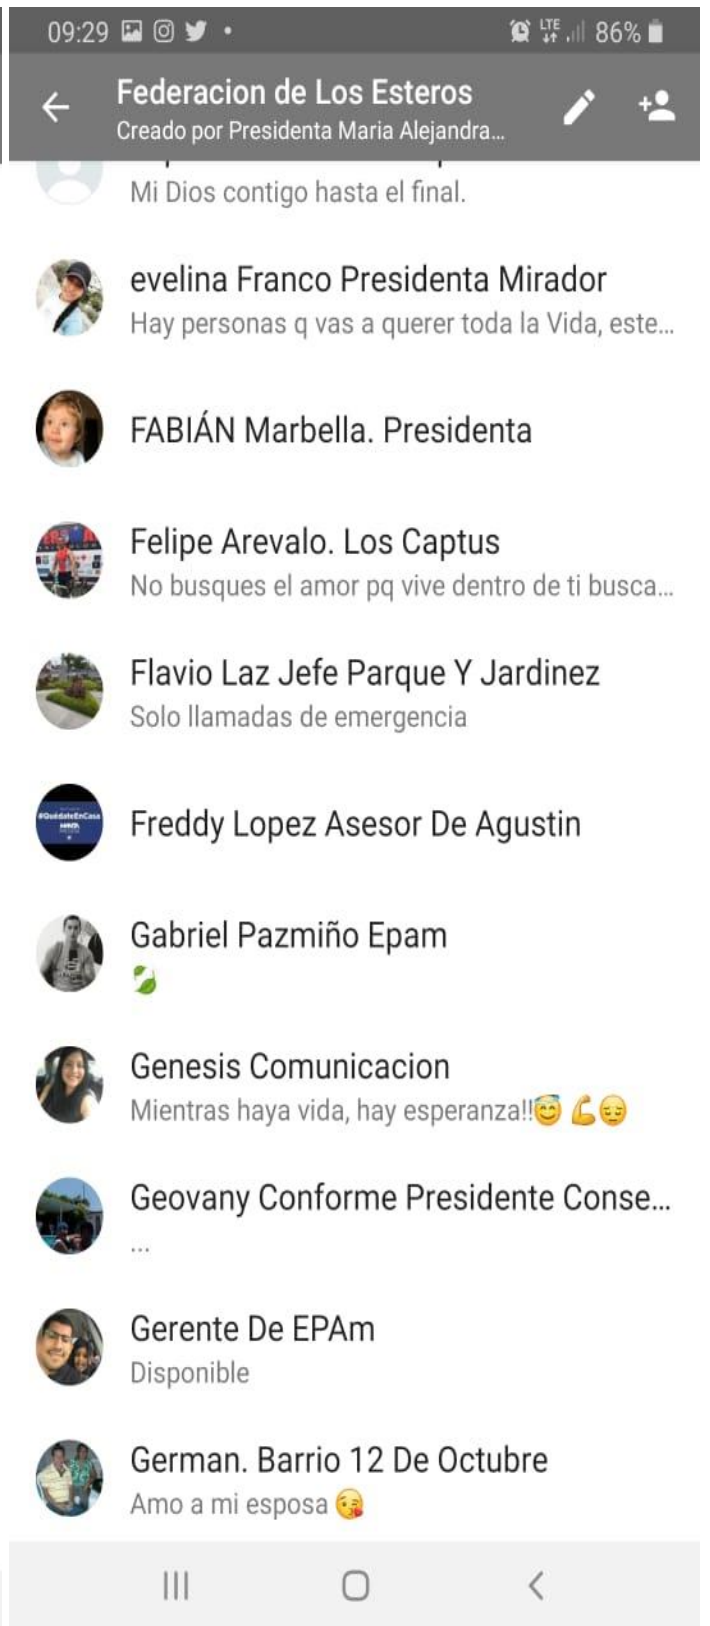 09:29
LTE 86%
Federacion de Los Esteros
Creado por Presidenta Maria Alejandra...
Mi Dios contigo hasta el final.
evelina Franco Presidenta Mirador
Hay personas q vas a querer toda la Vida, este...
FABIÁN Marbella. Presidenta
Felipe Arevalo. Los Captus
No busques el amor pq vive dentro de ti busca...
Flavio Laz Jefe Parque Y Jardinez
Solo llamadas de emergencia
#QuédateEnCasa
Freddy Lopez Asesor De Agustin
Gabriel Pazmiño Epam
🍃
Genesis Comunicacion
Mientras haya vida, hay esperanza!!😇 💪😔
Geovany Conforme Presidente Conse...
...
Gerente De EPAm
Disponible
German. Barrio 12 De Octubre
Amo a mi esposa 😘